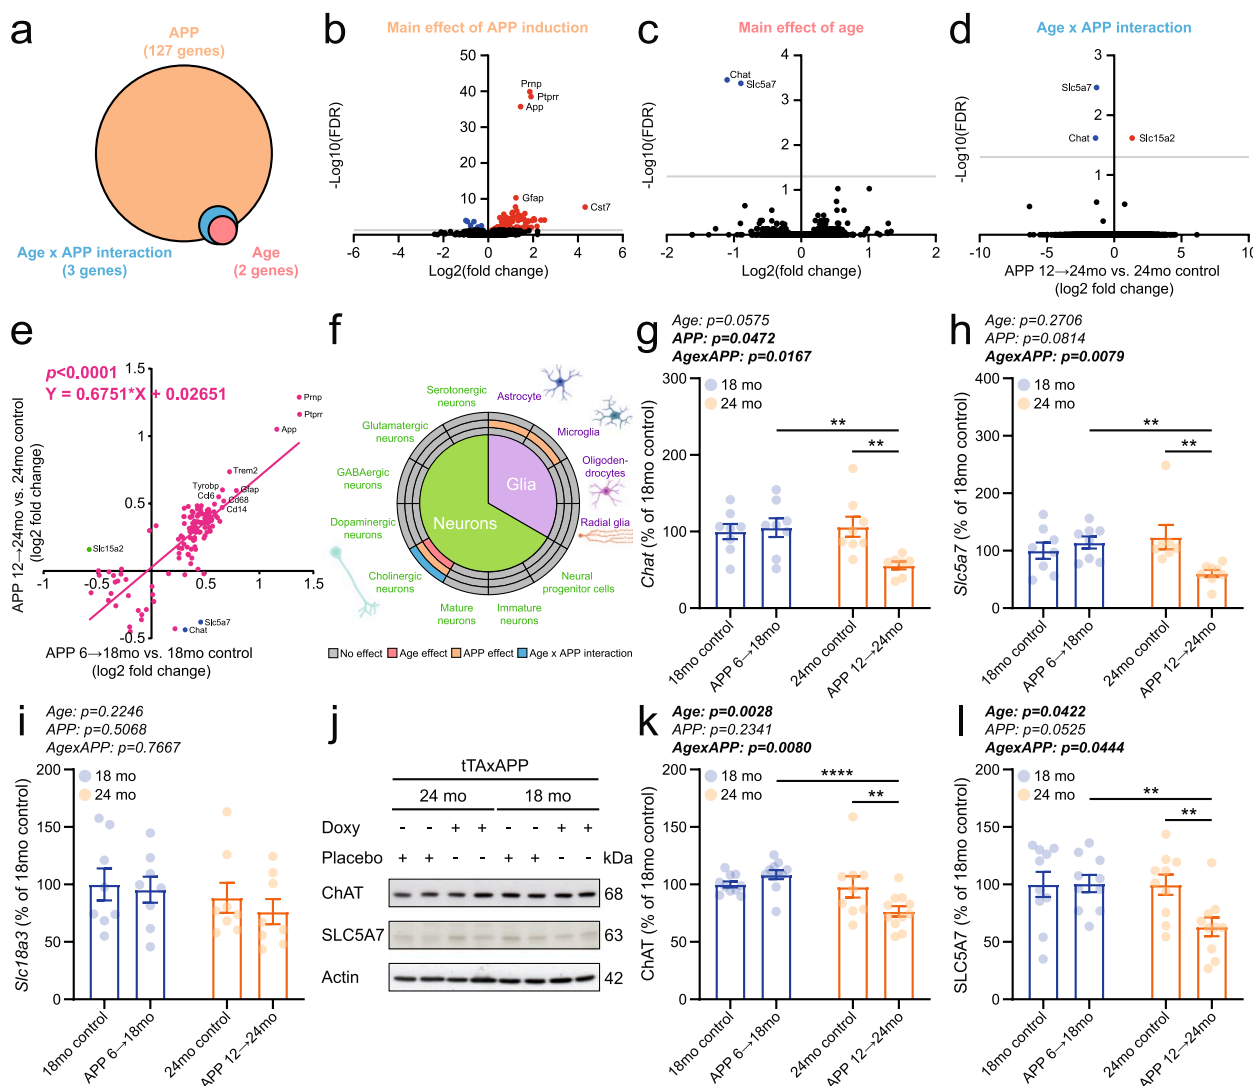 a
APP
(127 genes)
Age x APP interaction
(3 genes)
Age
(2 genes)
b
Main effect of APP induction
-Log10(FDR)
50
40
30
20
10
0
Prnp
Ptprr
App
Gfap
Cst7
-6
-4
-2
0
2
4
6
Log2(fold change)
c
Main effect of age
-Log10(FDR)
4
3
2
1
0
Chat
Slc5a7
-2
-1
0
1
2
Log2(fold change)
d
Age x APP interaction
-Log10(FDR)
3
2
1
0
Slc5a7
Chat
Slc15a2
-10
-5
0
5
10
APP 12→24mo vs. 24mo control
(log2 fold change)
e
p<0.0001
Y = 0.6751*X + 0.02651
APP 12→24mo vs. 24mo control
(log2 fold change)
1.5
1
0.5
-0.5
Prnp
Ptprr
App
Trem2
Tyrobp
Ccl6
Gfap
Cd68
Cd14
Slc15a2
Slc5a7
Chat
-1
-0.5
0
0.5
1
1.5
APP 6→18mo vs. 18mo control
(log2 fold change)
f
Serotonergic
neurons
Astrocyte
Glutamatergic
neurons
Microglia
GABAergic
neurons
Oligoden-
drocytes
Glia
Neurons
Dopaminergic
neurons
Radial glia
Cholinergic
neurons
Neural
progenitor cells
Mature
neurons
Immature
neurons
No effect
Age effect
APP effect
Age x APP interaction
g
Age: p=0.0575
APP: p=0.0472
AgexAPP: p=0.0167
Chat (% of 18mo control)
300
200
100
0
18 mo
24 mo
**
**
18mo control
APP 6→18mo
24mo control
APP 12→24mo
h
Age: p=0.2706
APP: p=0.0814
AgexAPP: p=0.0079
Slc5a7 (% of 18mo control)
400
300
200
100
0
18 mo
24 mo
**
**
18mo control
APP 6→18mo
24mo control
APP 12→24mo
i
Age: p=0.2246
APP: p=0.5068
AgexAPP: p=0.7667
Slc18a3 (% of 18mo control)
200
150
100
50
0
18 mo
24 mo
18mo control
APP 6→18mo
24mo control
APP 12→24mo
j
tTAxAPP
24 mo 18 mo
Doxy - - + + - - + +
Placebo + + - - + + - - kDa
ChAT 68
SLC5A7 63
Actin 42
k
Age: p=0.0028
APP: p=0.2341
AgexAPP: p=0.0080
ChAT (% of 18mo control)
200
150
100
50
0
18 mo
24 mo
****
**
18mo control
APP 6→18mo
24mo control
APP 12→24mo
l
Age: p=0.0422
APP: p=0.0525
AgexAPP: p=0.0444
SLC5A7 (% of 18mo control)
200
150
100
50
0
18 mo
24 mo
**
**
18mo control
APP 6→18mo
24mo control
APP 12→24mo